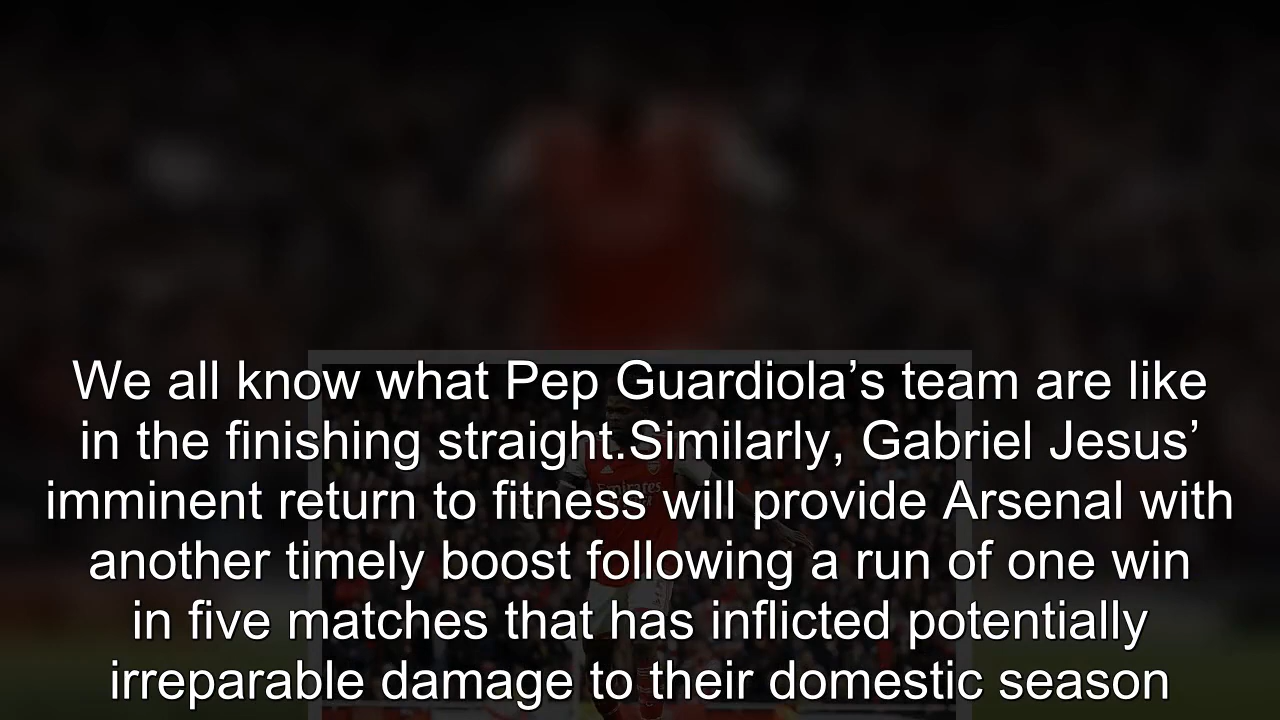 We all know what Pep Guardiola’s team are like
in the finishing straight.Similarly, Gabriel Jesus’
imminent return to fitness will provide Arsenal with
another timely boost following a run of one win
in five matches that has inflicted potentially
irreparable damage to their domestic season
Emirates